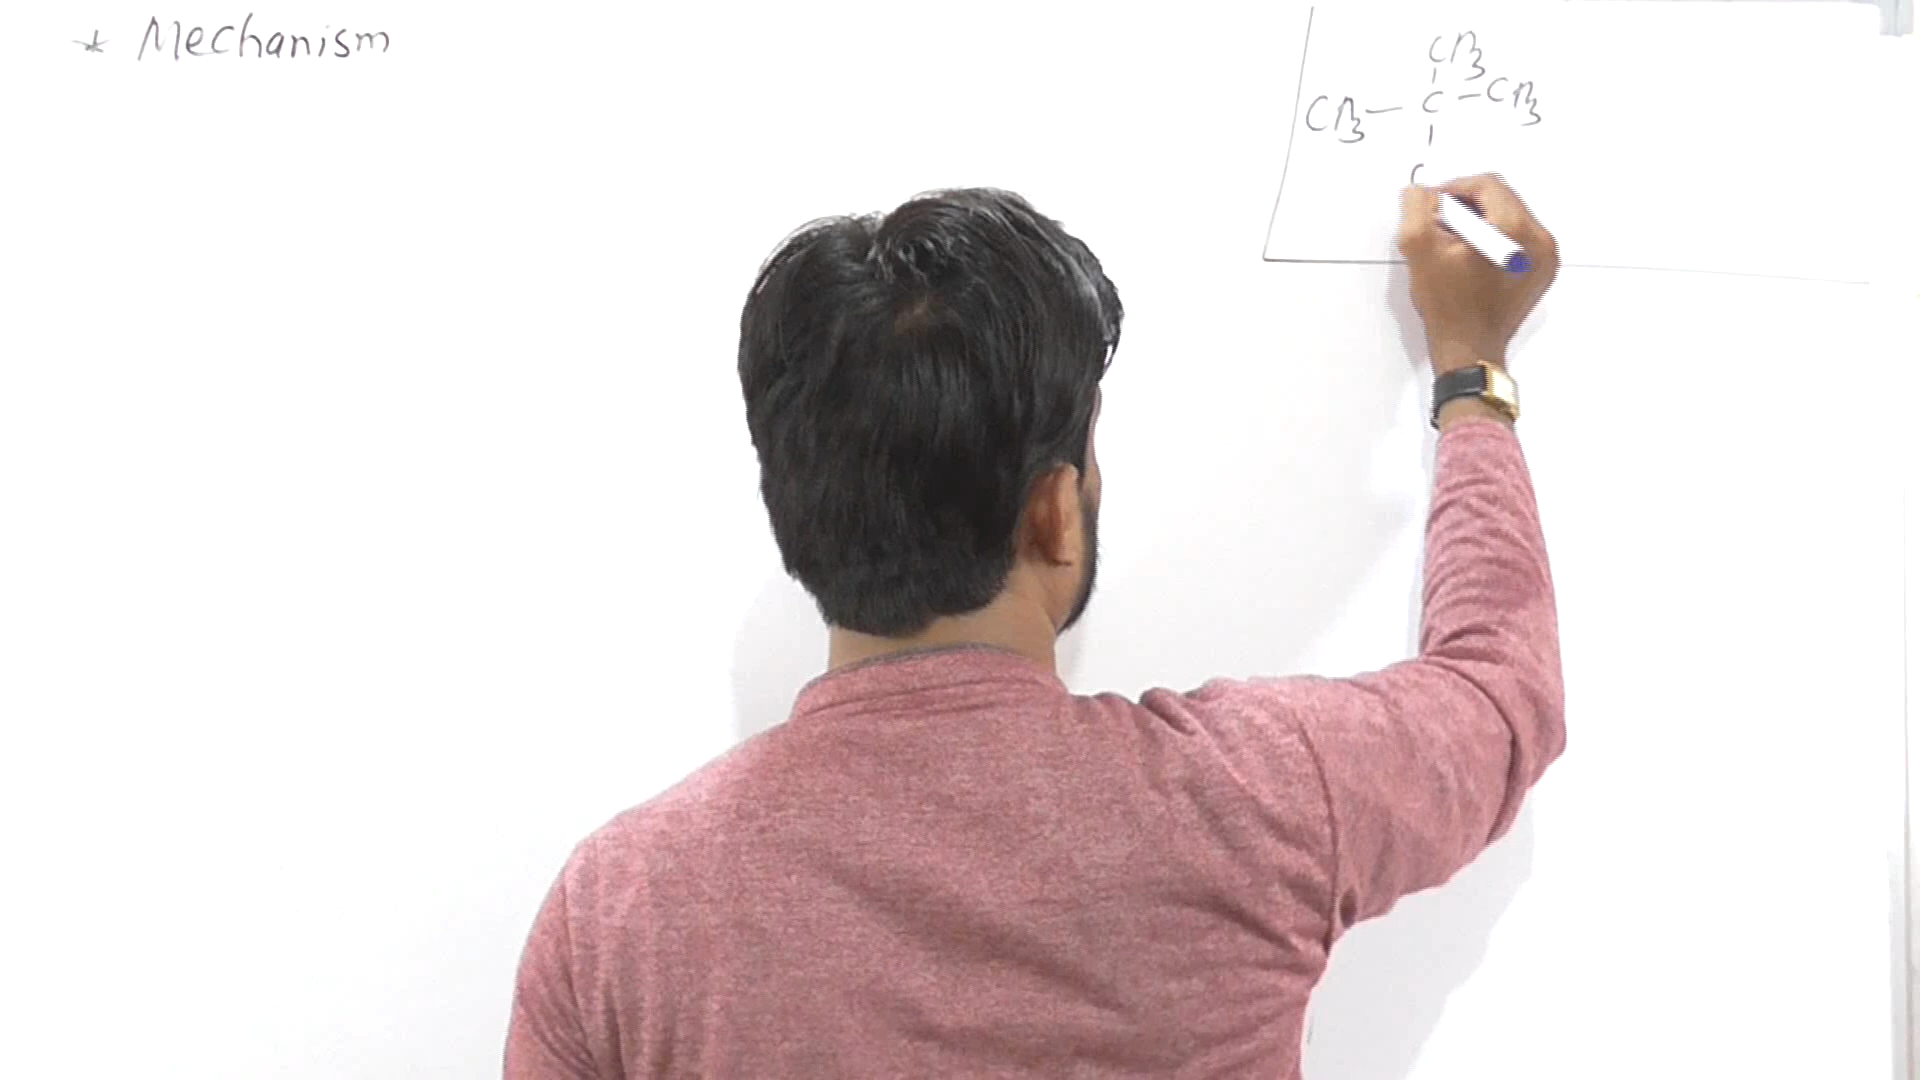 * Mechanism
CH3
CH3 — C — CH3
C